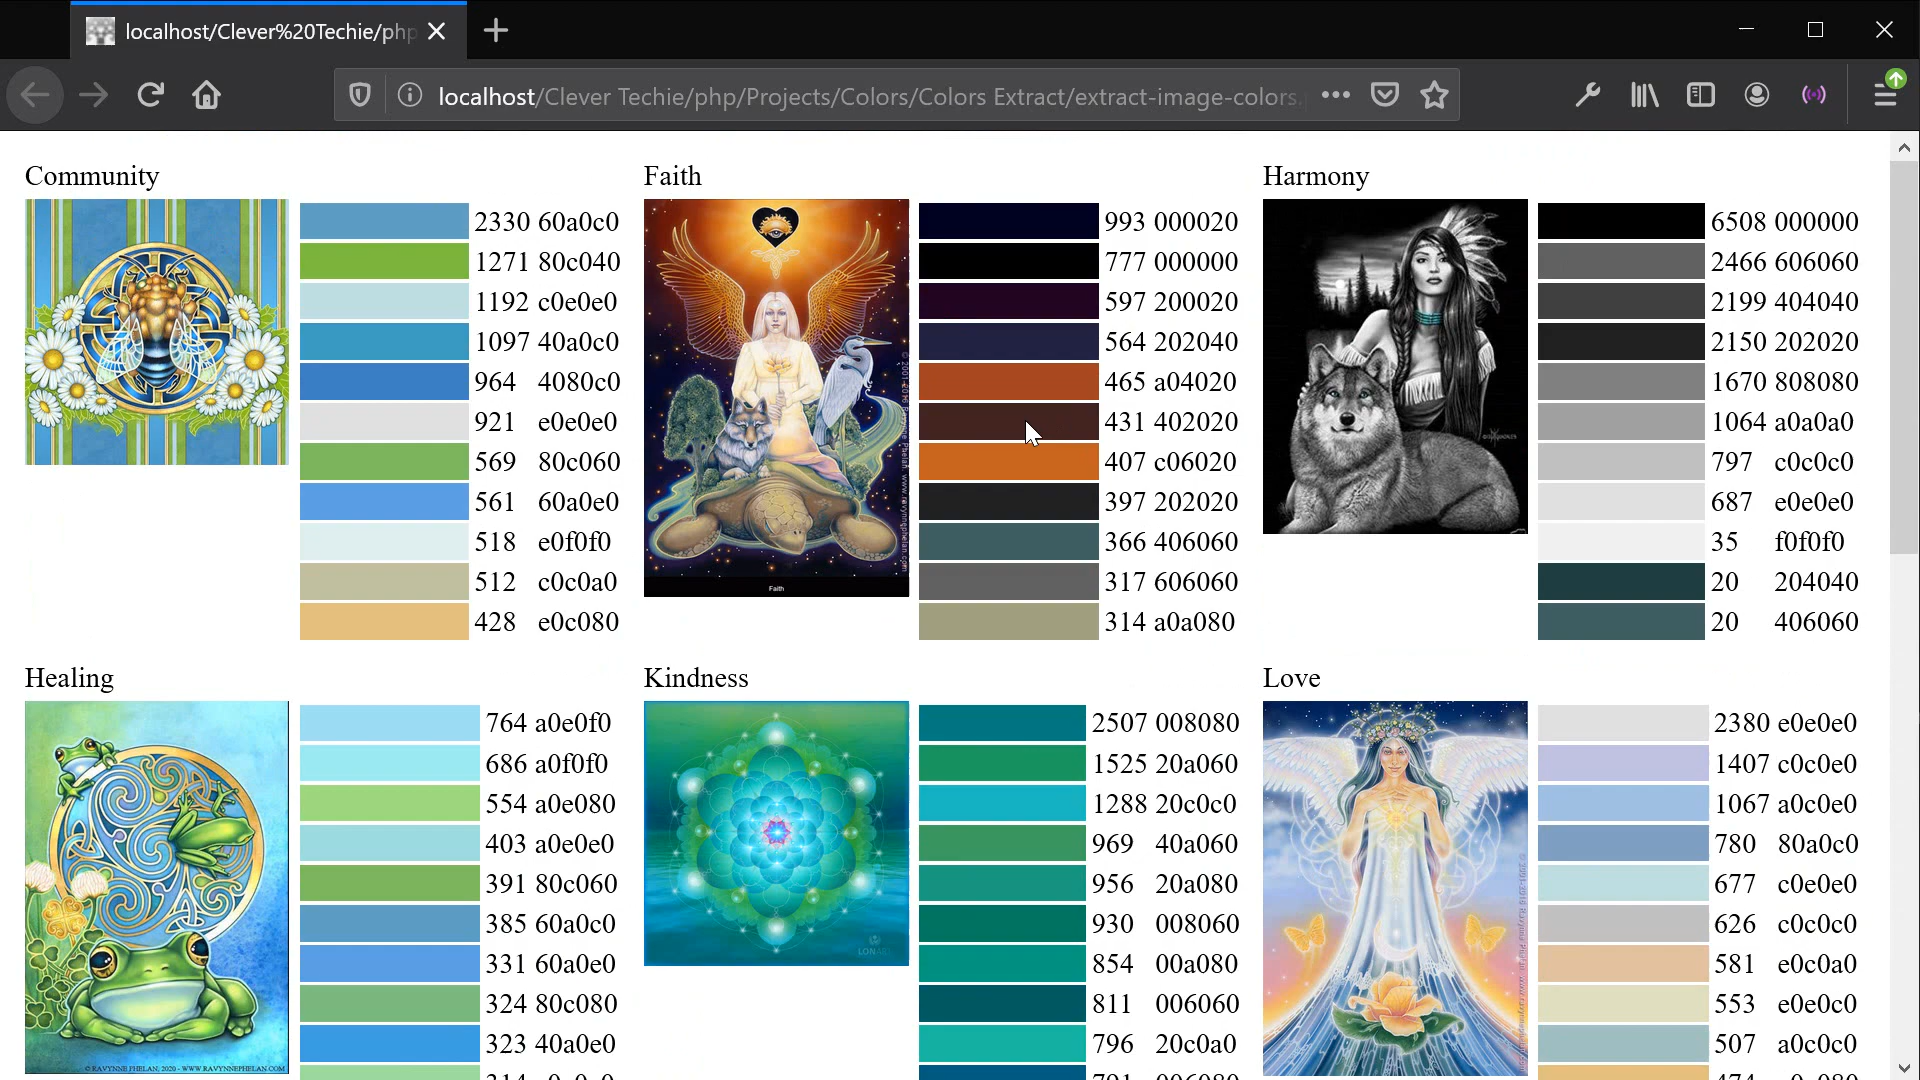 localhost/Clever%20Techie/php
localhost/Clever Techie/php/Projects/Colors/Colors Extract/extract-image-colors.
Community
2330 60a0c0
1271 80c040
1192 c0e0e0
1097 40a0c0
964 4080c0
921 e0e0e0
569 80c060
561 60a0e0
518 e0f0f0
512 c0c0a0
428 e0c080
Faith
Faith
993 000020
777 000000
597 200020
564 202040
465 a04020
431 402020
407 c06020
397 202020
366 406060
317 606060
314 a0a080
Harmony
6508 000000
2466 606060
2199 404040
2150 202020
1670 808080
1064 a0a0a0
797 c0c0c0
687 e0e0e0
35 f0f0f0
20 204040
20 406060
Healing
© RAVYNNE PHELAN, 2020 - WWW.RAVYNNEPHELAN.COM
764 a0e0f0
686 a0f0f0
554 a0e080
403 a0e0e0
391 80c060
385 60a0c0
331 60a0e0
324 80c080
323 40a0e0
Kindness
2507 008080
1525 20a060
1288 20c0c0
969 40a060
956 20a080
930 008060
854 00a080
811 006060
796 20c0a0
Love
2380 e0e0e0
1407 c0c0e0
1067 a0c0e0
780 80a0c0
677 c0e0e0
626 c0c0c0
581 e0c0a0
553 e0e0c0
507 a0c0c0